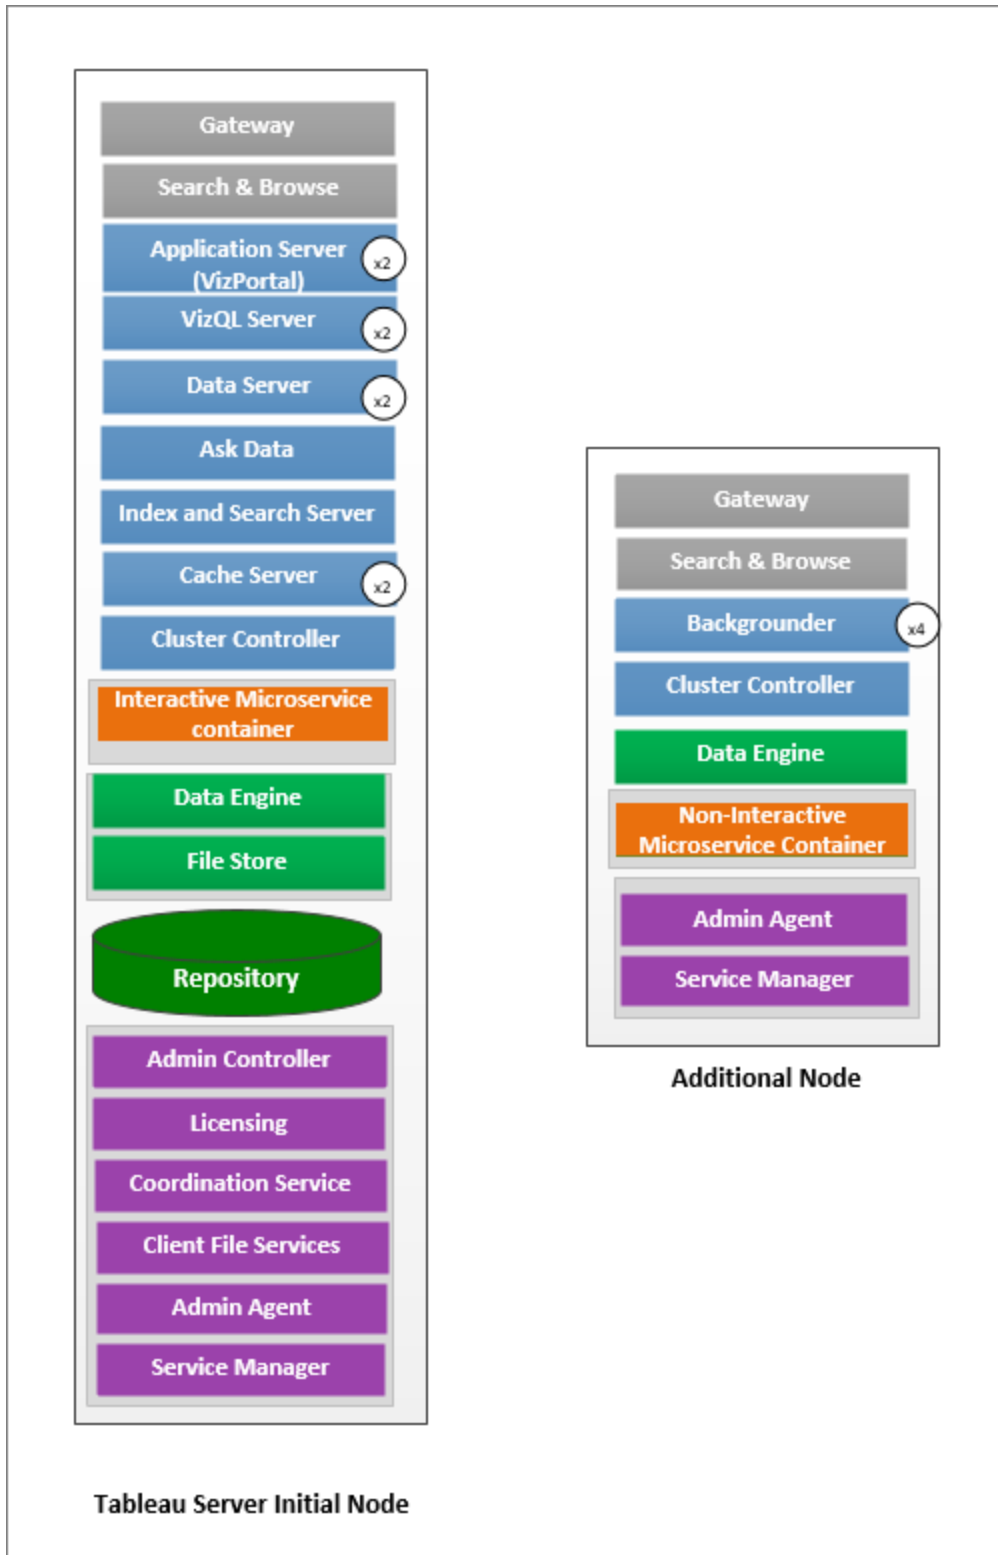 Gateway
Search & Browse
Application Server
(VizPortal)
x2
VizQL Server
x2
Data Server
x2
Ask Data
Index and Search Server
Cache Server
x2
Cluster Controller
Interactive Microservice
container
Data Engine
File Store
Repository
Admin Controller
Licensing
Coordination Service
Client File Services
Admin Agent
Service Manager
Tableau Server Initial Node
Gateway
Search & Browse
Backgrounder
x4
Cluster Controller
Data Engine
Non-Interactive
Microservice Container
Admin Agent
Service Manager
Additional Node